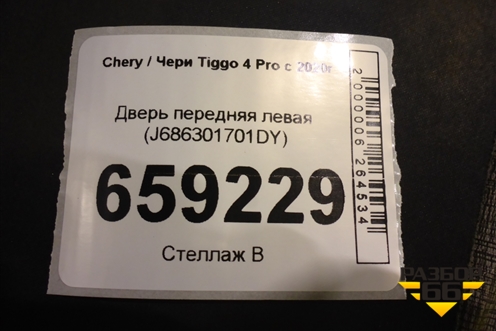 Chery / Чери Tiggo 4 Pro с 2020г
Дверь передняя левая
(J686301701DY)
659229
Стеллаж В
2000006264534
РАЗБОР
66